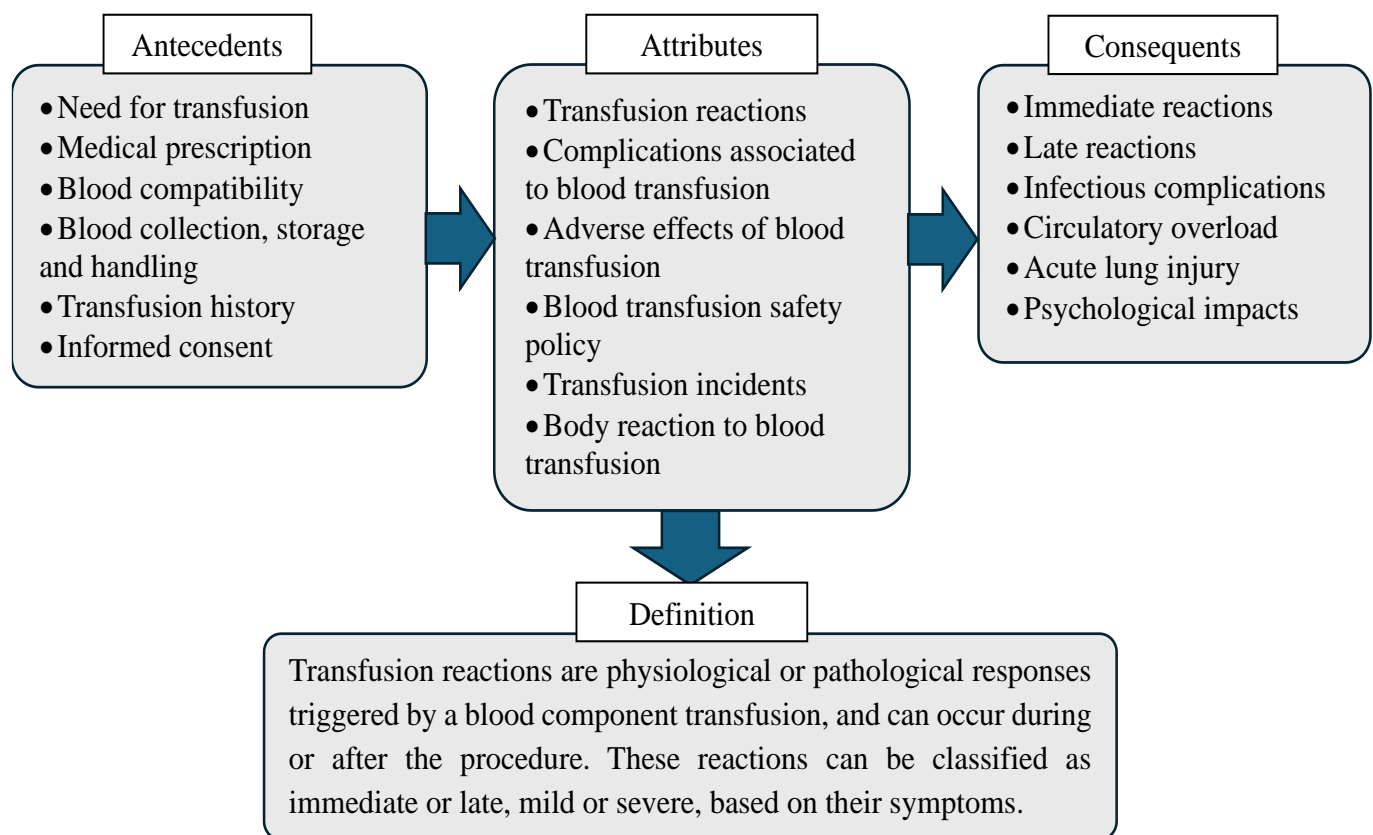 Antecedents
• Need for transfusion
• Medical prescription
• Blood compatibility
• Blood collection, storage
and handling
• Transfusion history
• Informed consent
Attributes
• Transfusion reactions
• Complications associated
to blood transfusion
• Adverse effects of blood
transfusion
• Blood transfusion safety
policy
• Transfusion incidents
• Body reaction to blood
transfusion
Consequents
• Immediate reactions
• Late reactions
• Infectious complications
• Circulatory overload
• Acute lung injury
• Psychological impacts
Definition
Transfusion reactions are physiological or pathological responses
triggered by a blood component transfusion, and can occur during
or after the procedure. These reactions can be classified as
immediate or late, mild or severe, based on their symptoms.